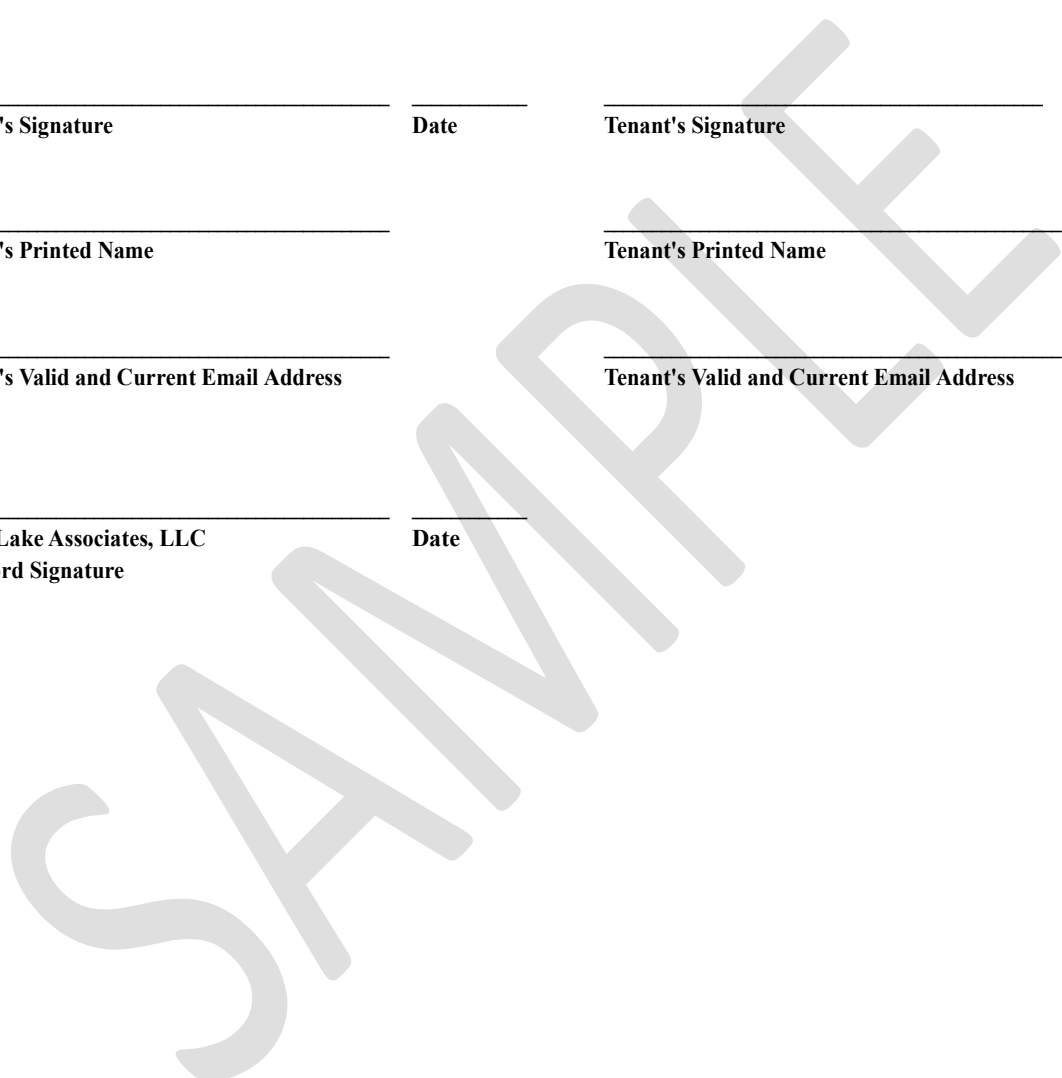 's Signature Date Tenant's Signature
's Printed Name Tenant's Printed Name
's Valid and Current Email Address Tenant's Valid and Current Email Address
Lake Associates, LLC Date
rd Signature
SAMPLE